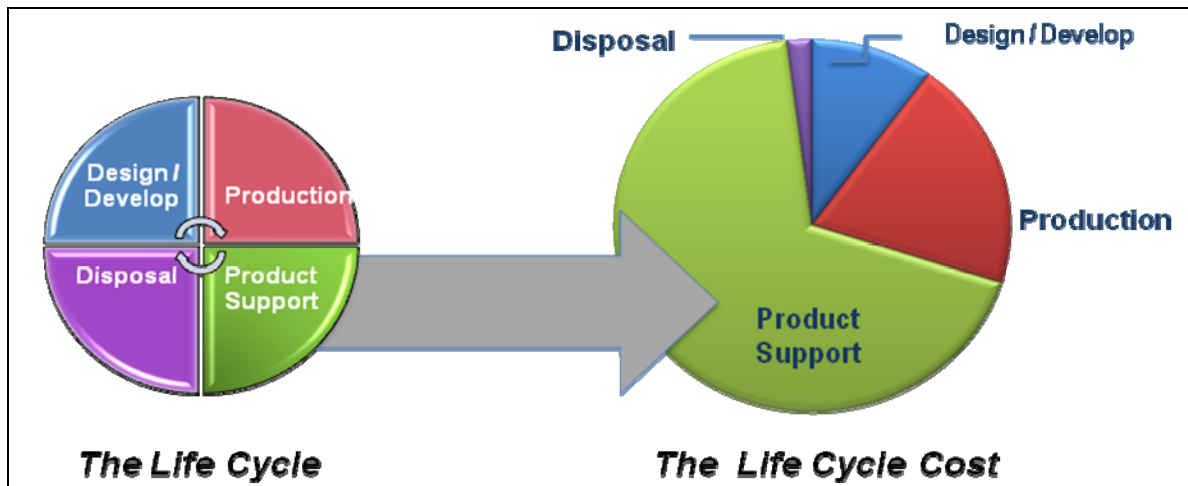 Design /
Develop
Production
Disposal
Product
Support
The Life Cycle
Disposal
Design / Develop
Production
Product
Support
The Life Cycle Cost